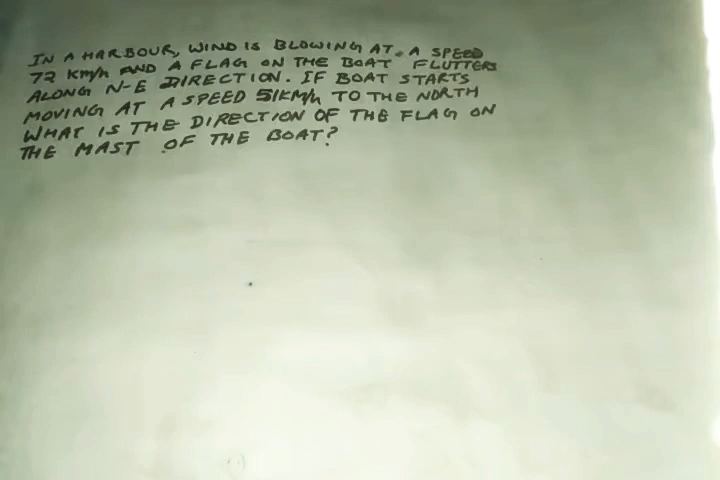 IN A HARBOUR, WIND IS BLOWING AT A SPEED
72 Km/h AND A FLAG ON THE BOAT FLUTTERS
ALONG N-E DIRECTION. IF BOAT STARTS
MOVING AT A SPEED 51KM/h TO THE NORTH
WHAT IS THE DIRECTION OF THE FLAG ON
THE MAST OF THE BOAT?